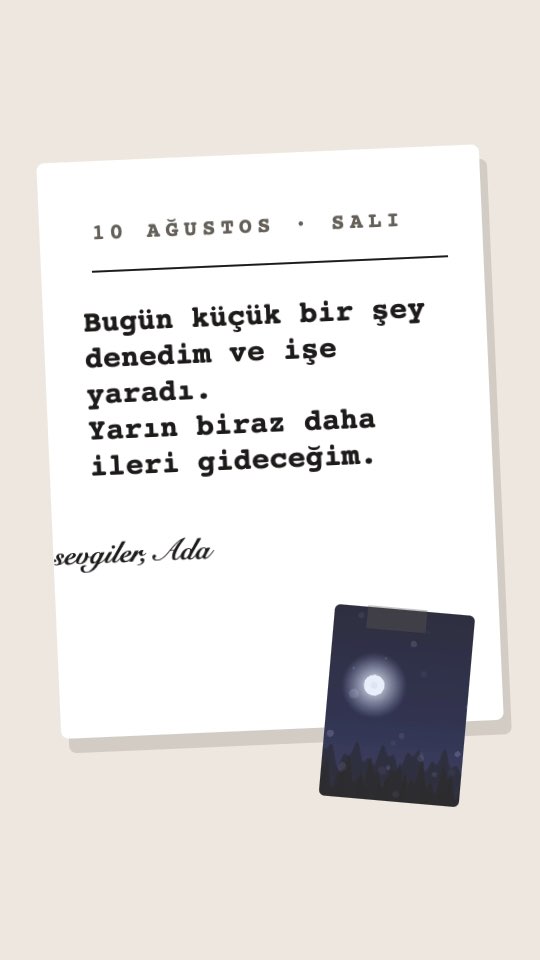 10 AĞUSTOS · SALI
Bugün küçük bir şey
denedim ve işe
yaradı.
Yarın biraz daha
ileri gideceğim.
sevgiler, Ada